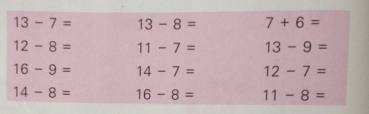 13 − 7 = 13 − 8 = 7 + 6 =
12 − 8 = 11 − 7 = 13 − 9 =
16 − 9 = 14 − 7 = 12 − 7 =
14 − 8 = 16 − 8 = 11 − 8 =